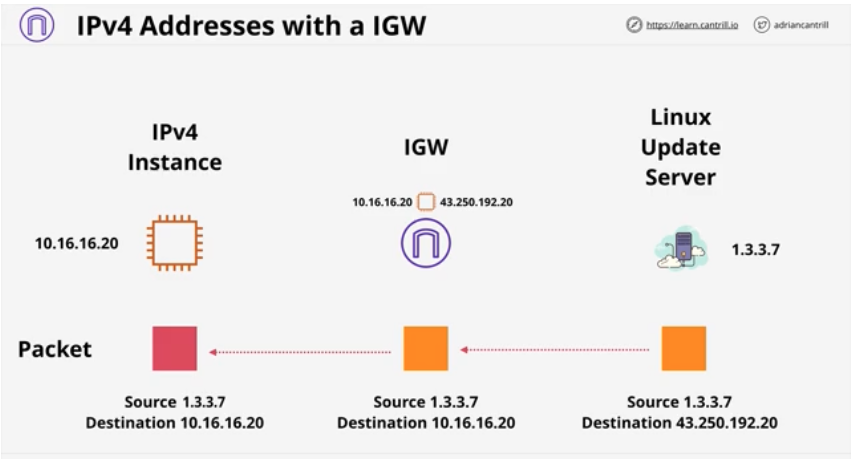 IPv4 Addresses with a IGW
https://learn.cantrill.io
adriancantrill
IPv4
Instance
IGW
Linux
Update
Server
10.16.16.20
10.16.16.20
43.250.192.20
1.3.3.7
Packet
Source 1.3.3.7
Destination 10.16.16.20
Source 1.3.3.7
Destination 10.16.16.20
Source 1.3.3.7
Destination 43.250.192.20